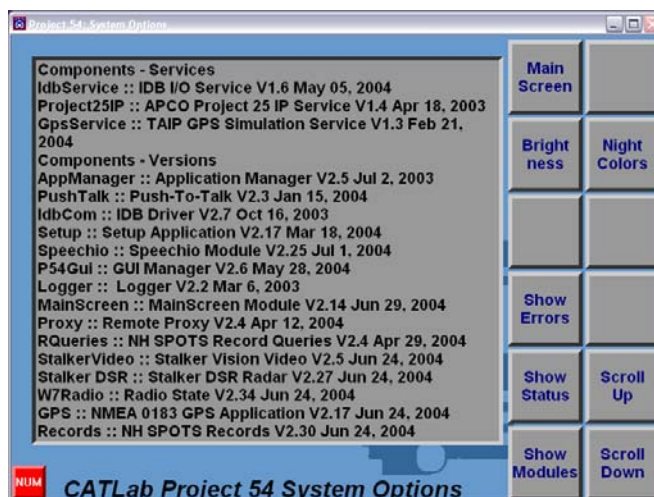 Project 54: System Options
Components - Services
IdbService :: IDB I/O Service V1.6 May 05, 2004
Project25IP :: APCO Project 25 IP Service V1.4 Apr 18, 2003
GpsService :: TAIP GPS Simulation Service V1.3 Feb 21,
2004
Components - Versions
AppManager :: Application Manager V2.5 Jul 2, 2003
PushTalk :: Push-To-Talk V2.3 Jan 15, 2004
IdbCom :: IDB Driver V2.7 Oct 16, 2003
Setup :: Setup Application V2.17 Mar 18, 2004
Speechio :: Speechio Module V2.25 Jul 1, 2004
P54Gui :: GUI Manager V2.6 May 28, 2004
Logger :: Logger V2.2 Mar 6, 2003
MainScreen :: MainScreen Module V2.14 Jun 29, 2004
Proxy :: Remote Proxy V2.4 Apr 12, 2004
RQueries :: NH SPOTS Record Queries V2.4 Apr 29, 2004
StalkerVideo :: Stalker Vision Video V2.5 Jun 24, 2004
Stalker DSR :: Stalker DSR Radar V2.27 Jun 24, 2004
W7Radio :: Radio State V2.34 Jun 24, 2004
GPS :: NMEA 0183 GPS Application V2.17 Jun 24, 2004
Records :: NH SPOTS Records V2.30 Jun 24, 2004
Main
Screen
Bright
ness
Night
Colors
Show
Errors
Show
Status
Scroll
Up
Show
Modules
Scroll
Down
NUM
CATLab Project 54 System Options